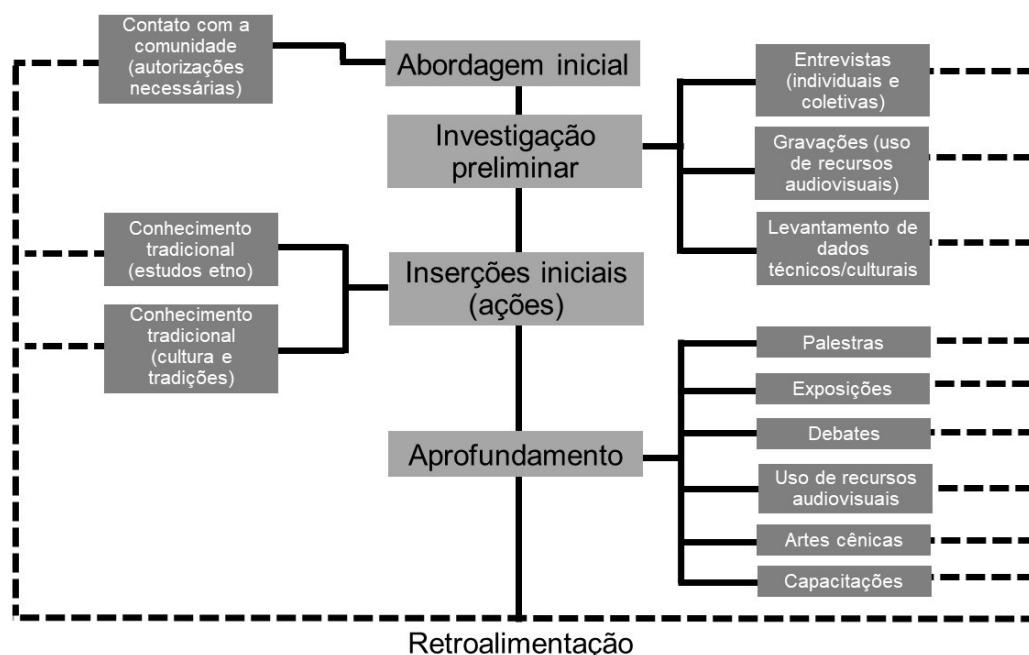 Contato com a
comunidade
(autorizações
necessárias)
Abordagem inicial
Investigação
preliminar
Entrevistas
(individuais e
coletivas)
Gravações (uso
de recursos
audiovisuais)
Levantamento de
dados
técnicos/culturais
Conhecimento
tradicional
(estudos etno)
Conhecimento
tradicional
(cultura e
tradições)
Inserções iniciais
(ações)
Aprofundamento
Palestras
Exposições
Debates
Uso de recursos
audiovisuais
Artes cênicas
Capacitações
Retroalimentação